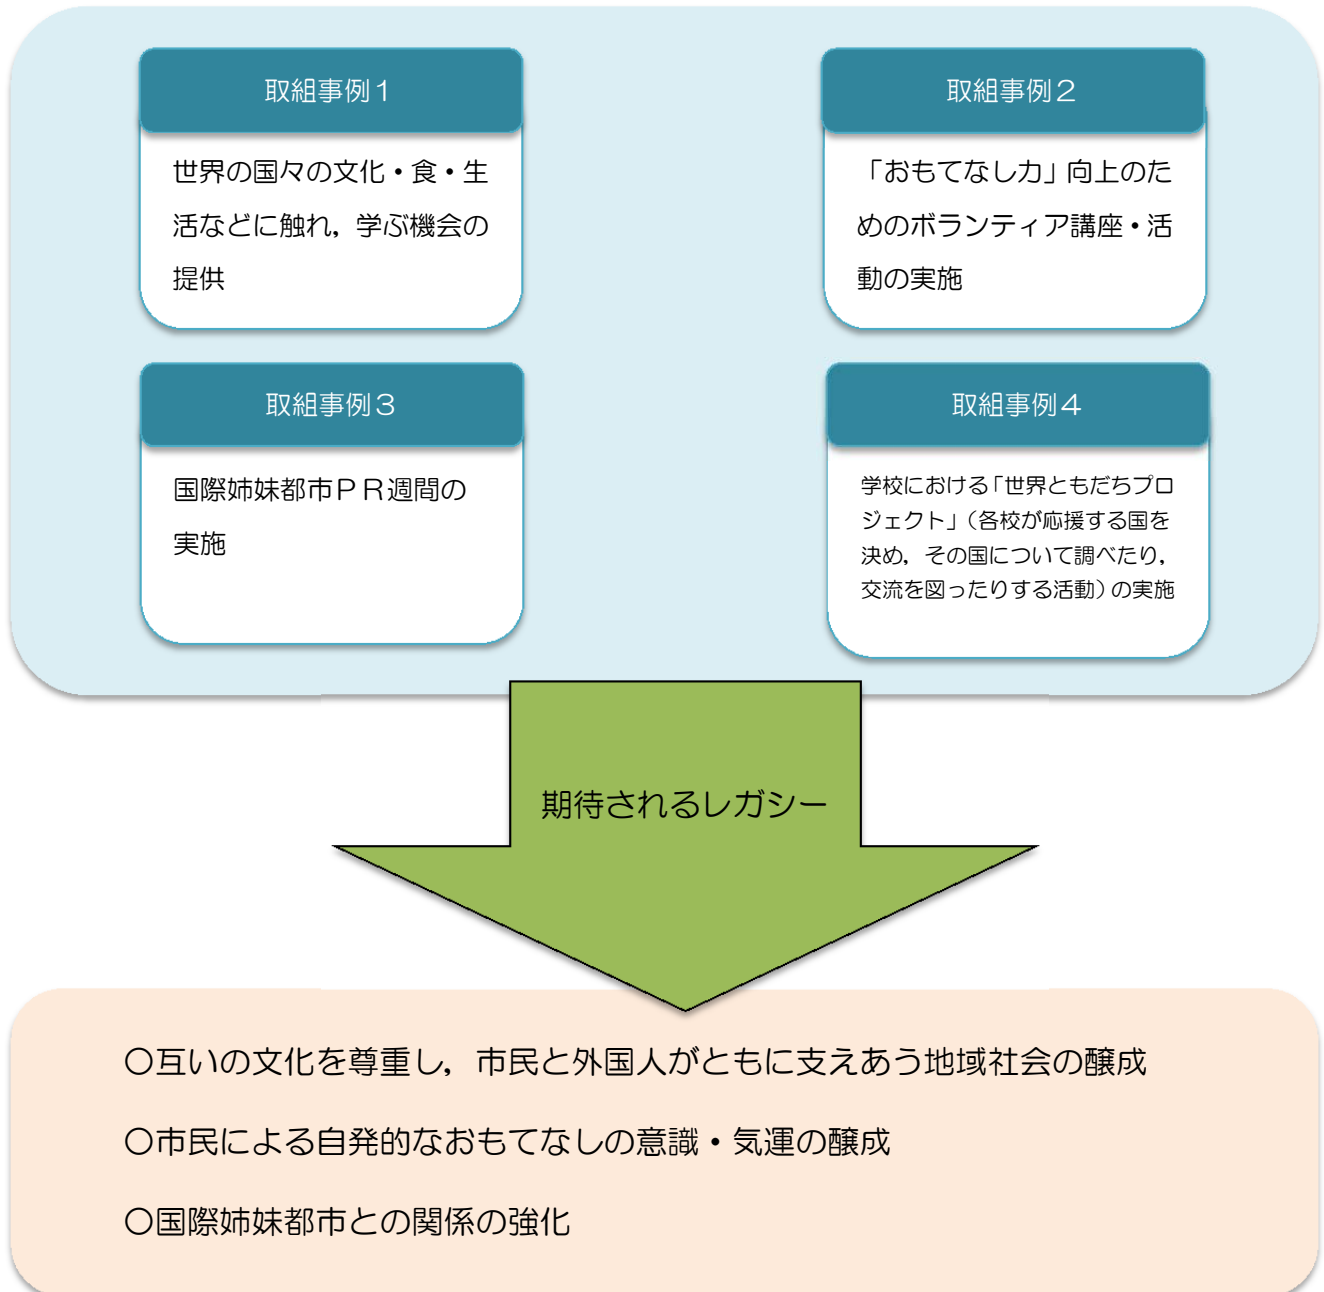 取組事例１
世界の国々の文化・食・生
活などに触れ，学ぶ機会の
提供
取組事例２
「おもてなし力」向上のた
めのボランティア講座・活
動の実施
取組事例３
国際姉妹都市ＰＲ週間の
実施
取組事例４
学校における「世界ともだちプロ
ジェクト」（各校が応援する国を
決め，その国について調べたり，
交流を図ったりする活動）の実施
期待されるレガシー
〇互いの文化を尊重し，市民と外国人がともに支えあう地域社会の醸成
〇市民による自発的なおもてなしの意識・気運の醸成
〇国際姉妹都市との関係の強化